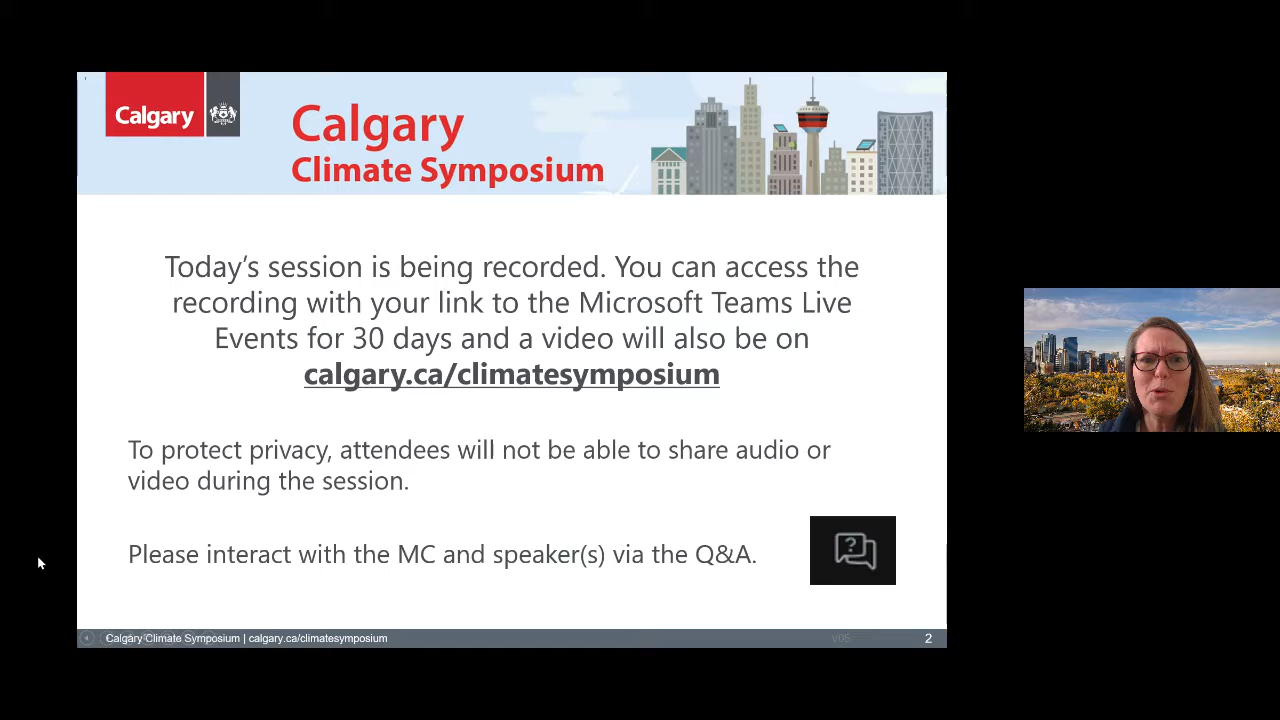 Calgary
Calgary
Climate Symposium
Today's session is being recorded. You can access the
recording with your link to the Microsoft Teams Live
Events for 30 days and a video will also be on
calgary.ca/climatesymposium
To protect privacy, attendees will not be able to share audio or
video during the session.
Please interact with the MC and speaker(s) via the Q&A.
?
Calgary Climate Symposium | calgary.ca/climatesymposium
V05
2